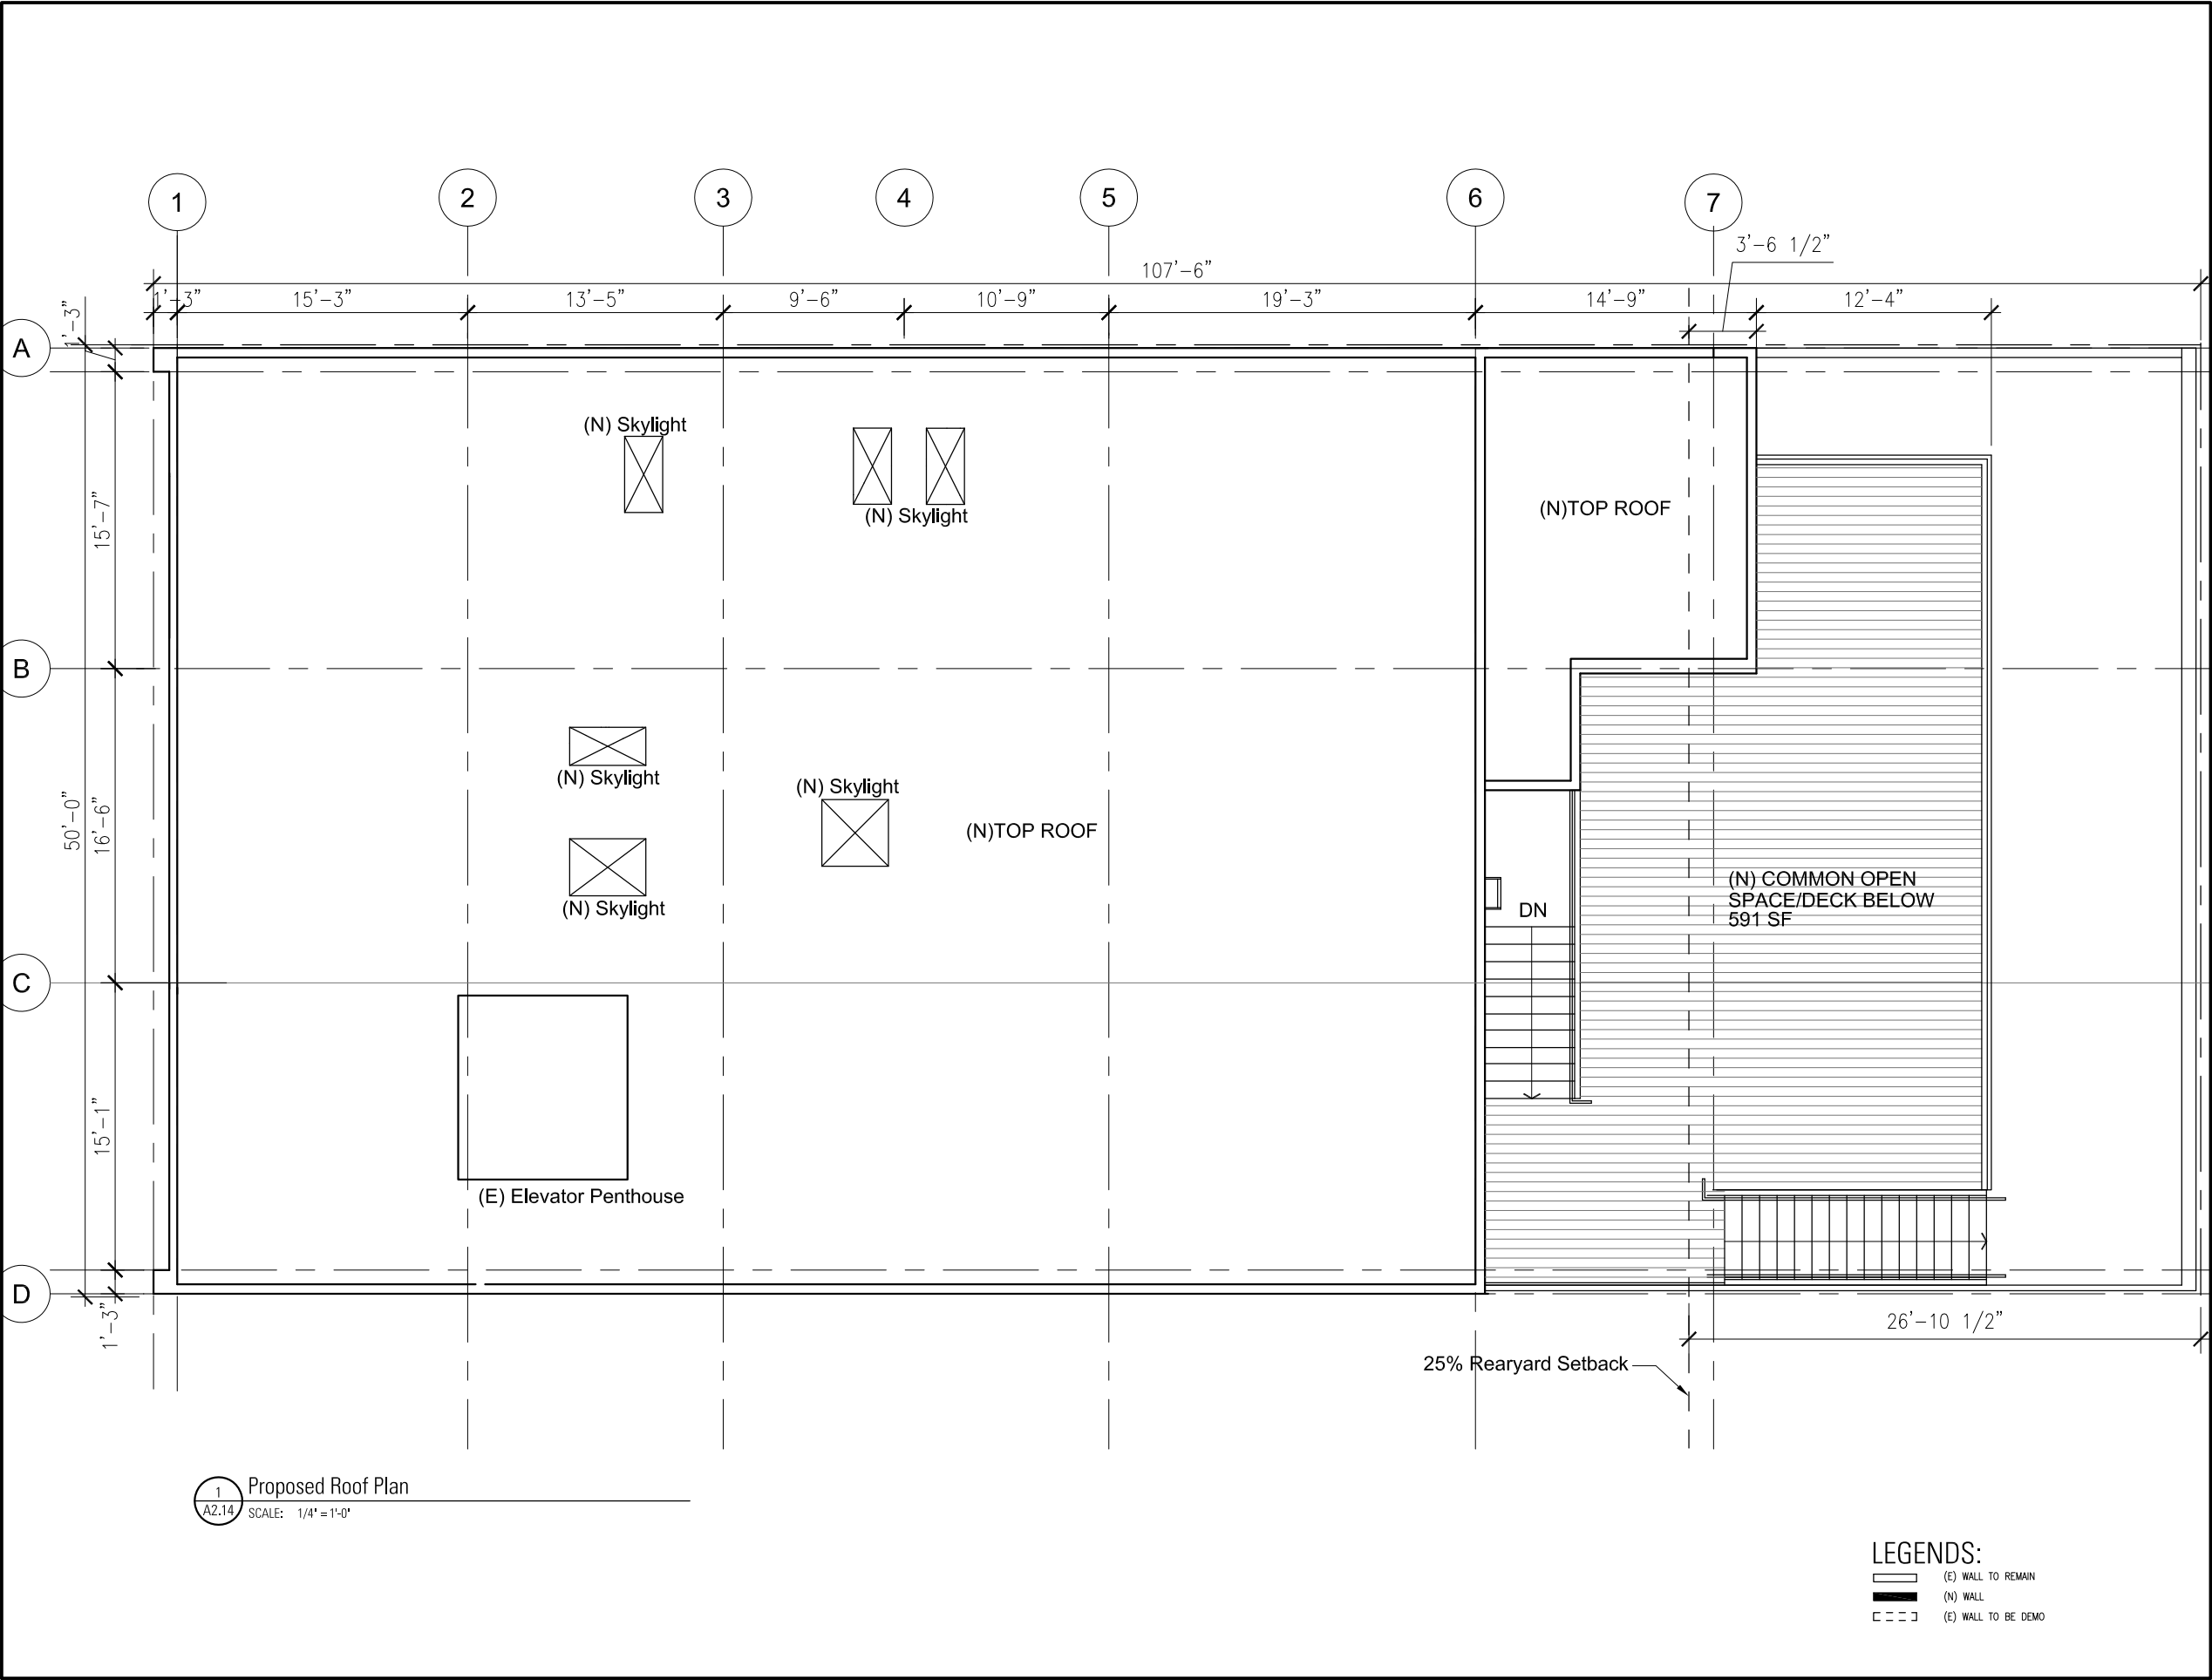 1 2 3 4 5 6 7
3'-6 1/2"
107'-6"
1'-3" 15'-3" 13'-5" 9'-6" 10'-9" 19'-3" 14'-9" 12'-4"
1'-3"
A
(N) Skylight
(N) Skylight
15'-7"
(N)TOP ROOF
B
(N) Skylight
(N) Skylight
50'-0"
16'-6"
(N)TOP ROOF
(N) COMMON OPEN
SPACE/DECK BELOW
591 SF
(N) Skylight
DN
C
15'-1"
(E) Elevator Penthouse
D
1'-3"
26'-10 1/2"
25% Rearyard Setback
1
A2.14
Proposed Roof Plan
SCALE: 1/4" = 1'-0"
LEGENDS:
(E) WALL TO REMAIN
(N) WALL
(E) WALL TO BE DEMO